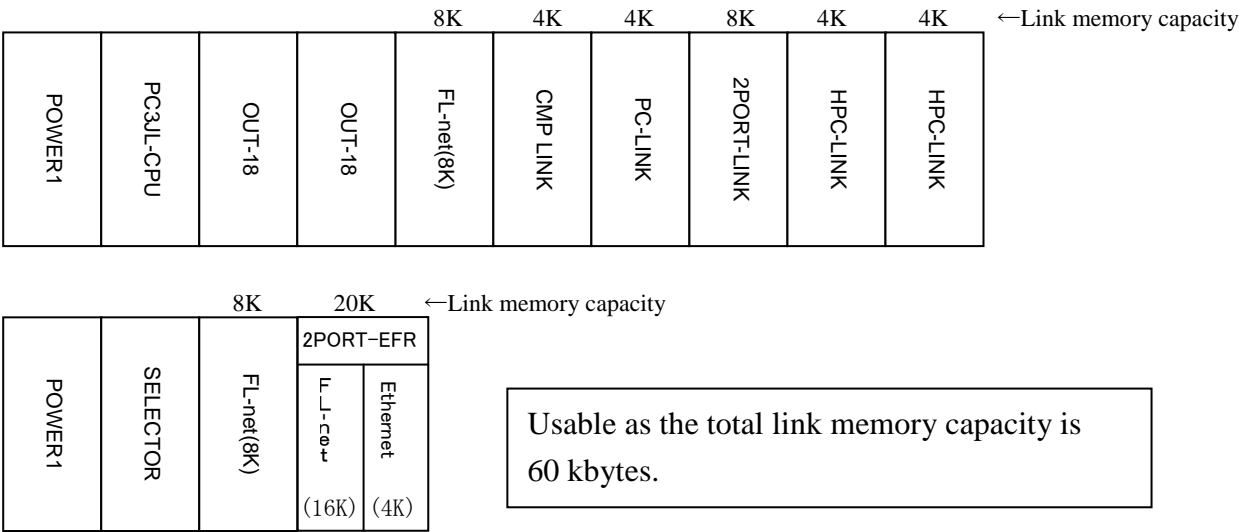 8K 4K 4K 8K 4K 4K ←Link memory capacity
POWER1
PC3JL-CPU
OUT-18
OUT-18
FL-net(8K)
CMP LINK
PC-LINK
2PORT-LINK
HPC-LINK
HPC-LINK
8K 20K ←Link memory capacity
POWER1
SELECTOR
FL-net(8K)
2PORT-EFR
FL-net
(16K)
Ethernet
(4K)
Usable as the total link memory capacity is
60 kbytes.